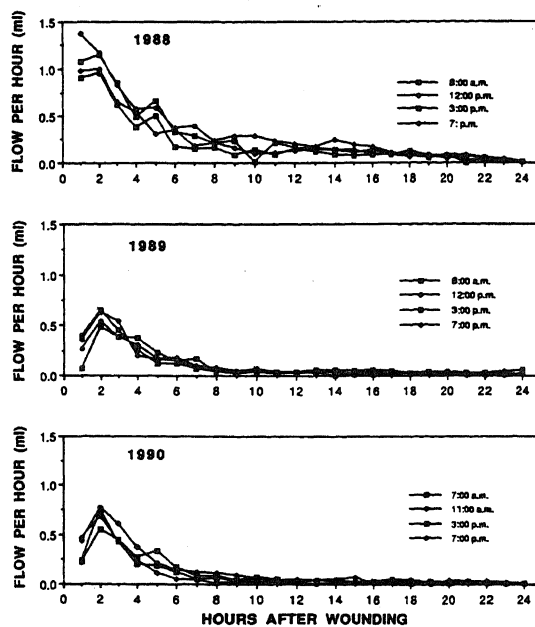 1988
FLOW PER HOUR (ml)
1.5
1.0
0.5
0.0
8:00 a.m.
12:00 p.m.
3:00 p.m.
7: p.m.
0 2 4 6 8 10 12 14 16 18 20 22 24
1989
FLOW PER HOUR (ml)
1.5
1.0
0.5
0.0
8:00 a.m.
12:00 p.m.
3:00 p.m.
7:00 p.m.
0 2 4 6 8 10 12 14 16 18 20 22 24
1990
FLOW PER HOUR (ml)
1.5
1.0
0.5
0.0
7:00 a.m.
11:00 a.m.
3:00 p.m.
7:00 p.m.
0 2 4 6 8 10 12 14 16 18 20 22 24
HOURS AFTER WOUNDING